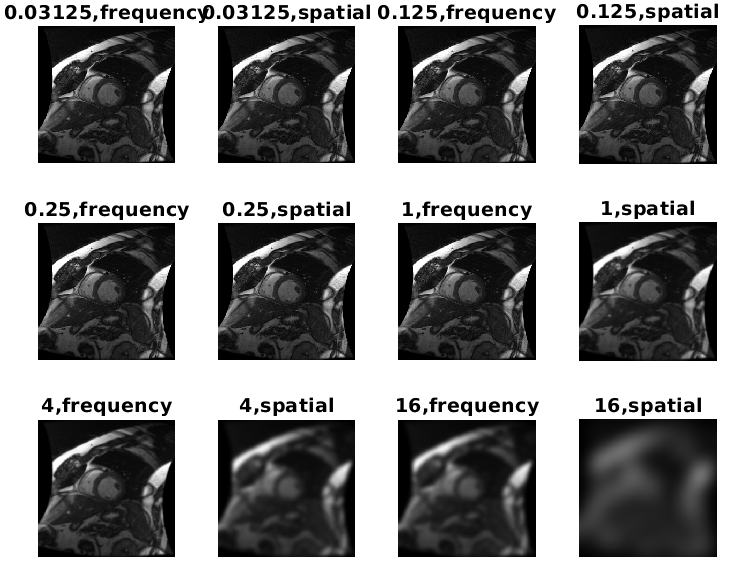 0.03125,frequency
0.03125,spatial
0.125,frequency
0.125,spatial
0.25,frequency
0.25,spatial
1,frequency
1,spatial
4,frequency
4,spatial
16,frequency
16,spatial